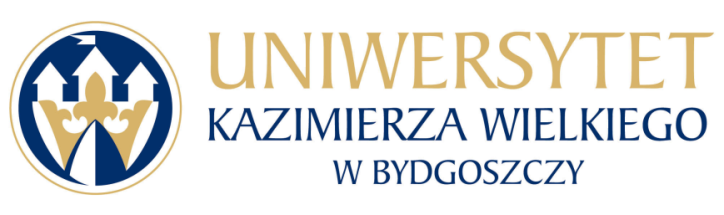 UNIWERSYTET
KAZIMIERZA WIELKIEGO
W BYDGOSZCZY